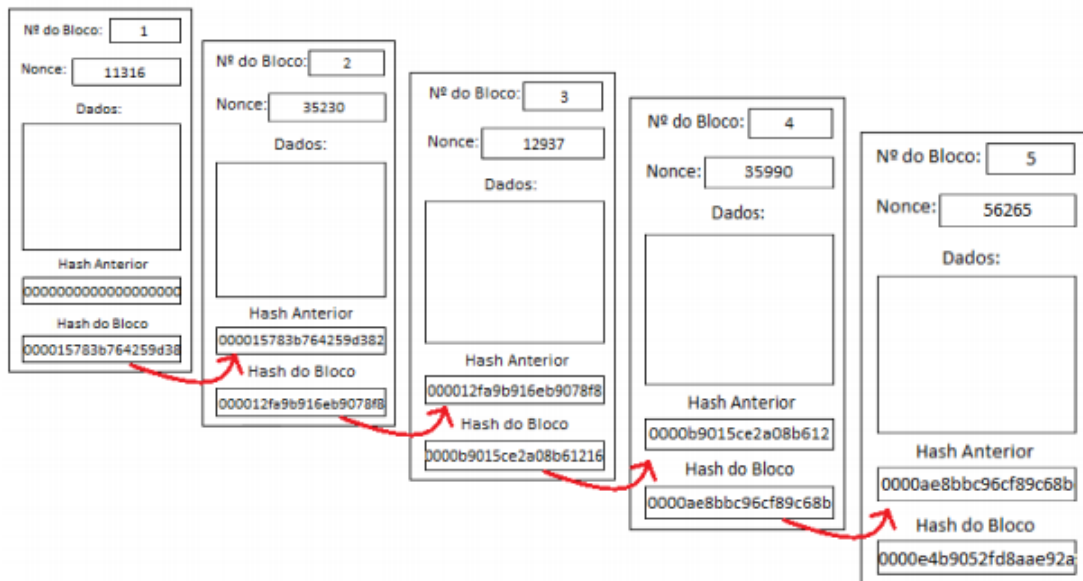 Nº do Bloco: 1
Nonce: 11316
Dados:
Hash Anterior
0000000000000000000
Hash do Bloco
000015783b764259d38
Nº do Bloco: 2
Nonce: 35230
Dados:
Hash Anterior
000015783b764259d382
Hash do Bloco
000012fa9b916eb9078f8
Nº do Bloco: 3
Nonce: 12937
Dados:
Hash Anterior
000012fa9b916eb9078f8
Hash do Bloco
0000b9015ce2a08b61216
Nº do Bloco: 4
Nonce: 35990
Dados:
Hash Anterior
0000b9015ce2a08b612
Hash do Bloco
0000ae8bbc96cf89c68b
Nº do Bloco: 5
Nonce: 56265
Dados:
Hash Anterior
0000ae8bbc96cf89c68b
Hash do Bloco
0000e4b9052fd8aae92a